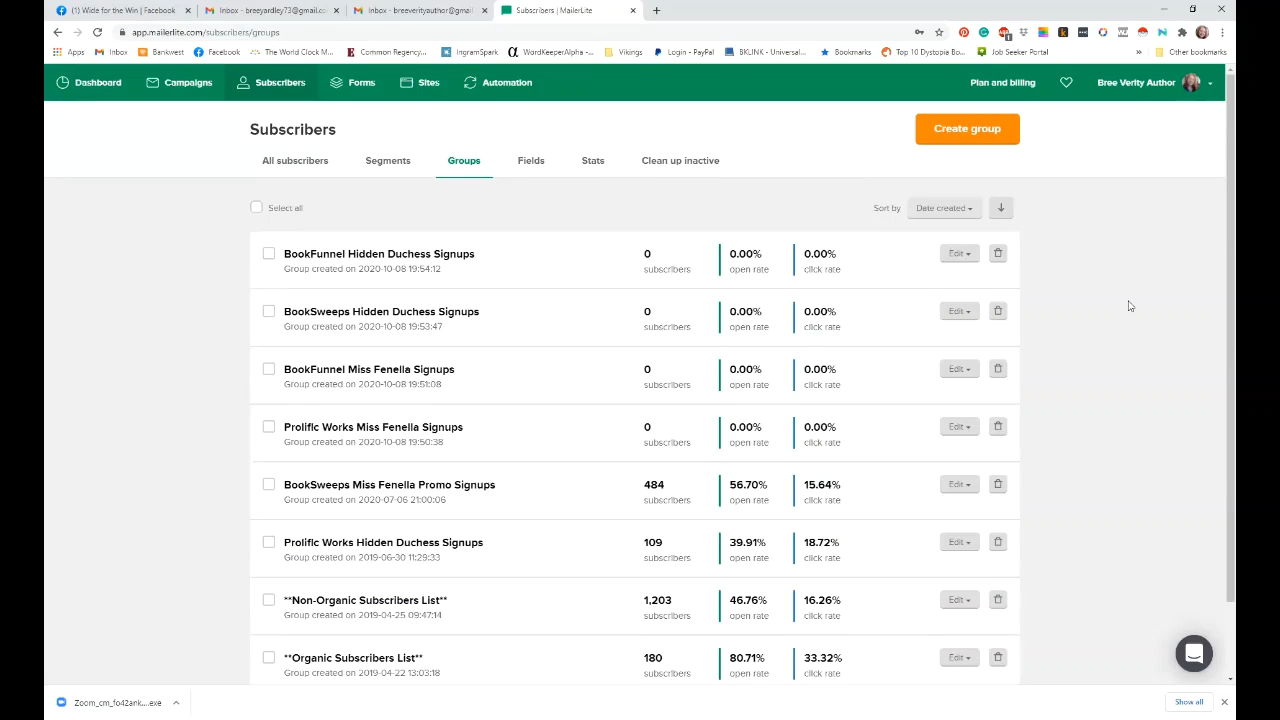 (1) Wide for the Win | Facebook
Inbox - breeyardley73@gmail.co
Inbox - breeverityauthor@gmail
Subscribers | MailerLite
app.mailerlite.com/subscribers/groups
Apps
Inbox
Bankwest
Facebook
The World Clock M...
Common Regency...
IngramSpark
WordKeeperAlpha -...
Vikings
Login - PayPal
BKLINK - Universal...
Bookmarks
Top 10 Dystopia Bo...
Job Seeker Portal
»
Other bookmarks
Dashboard
Campaigns
Subscribers
Forms
Sites
Automation
Plan and billing
Bree Verity Author
Subscribers
Create group
All subscribers
Segments
Groups
Fields
Stats
Clean up inactive
Select all
Sort by
Date created
BookFunnel Hidden Duchess Signups
Group created on 2020-10-08 19:54:12
0
subscribers
0.00%
open rate
0.00%
click rate
Edit
BookSweeps Hidden Duchess Signups
Group created on 2020-10-08 19:53:47
0
subscribers
0.00%
open rate
0.00%
click rate
Edit
BookFunnel Miss Fenella Signups
Group created on 2020-10-08 19:51:08
0
subscribers
0.00%
open rate
0.00%
click rate
Edit
Prolific Works Miss Fenella Signups
Group created on 2020-10-08 19:50:38
0
subscribers
0.00%
open rate
0.00%
click rate
Edit
BookSweeps Miss Fenella Promo Signups
Group created on 2020-07-06 21:00:06
484
subscribers
56.70%
open rate
15.64%
click rate
Edit
Prolific Works Hidden Duchess Signups
Group created on 2019-06-30 11:29:33
109
subscribers
39.91%
open rate
18.72%
click rate
Edit
**Non-Organic Subscribers List**
Group created on 2019-04-25 09:47:14
1,203
subscribers
46.76%
open rate
16.26%
click rate
Edit
**Organic Subscribers List**
Group created on 2019-04-22 13:03:18
180
subscribers
80.71%
open rate
33.32%
click rate
Edit
Zoom_cm_fo42ank....exe
Show all